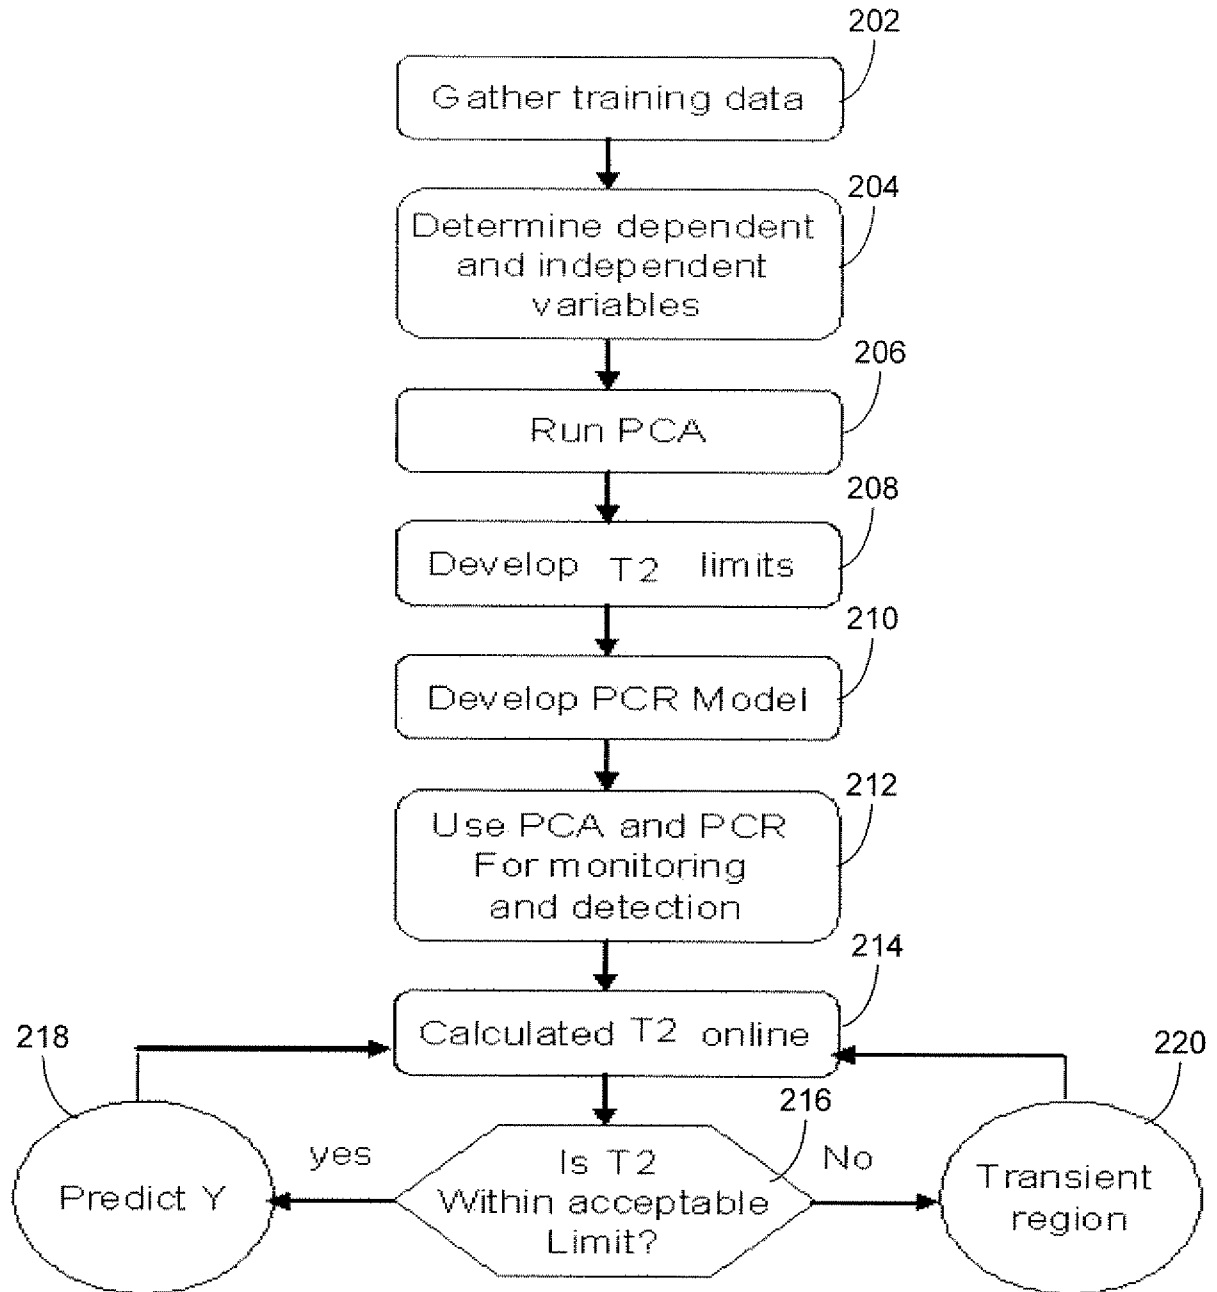 202
Gather training data
204
Determine dependent
and independent
variables
206
Run PCA
208
Develop T2 limits
210
Develop PCR Model
212
Use PCA and PCR
For monitoring
and detection
214
Calculated T2 online
218
220
216
yes
No
Is T2
Within acceptable
Limit?
Predict Y
Transient
region